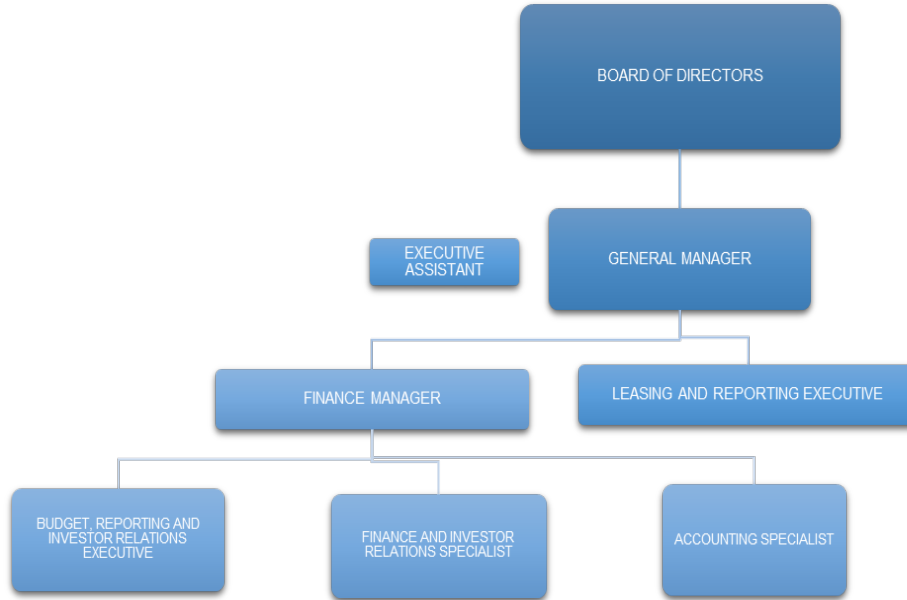 BOARD OF DIRECTORS
EXECUTIVE
ASSISTANT
GENERAL MANAGER
FINANCE MANAGER
LEASING AND REPORTING EXECUTIVE
BUDGET, REPORTING AND
INVESTOR RELATIONS
EXECUTIVE
FINANCE AND INVESTOR
RELATIONS SPECIALIST
ACCOUNTING SPECIALIST